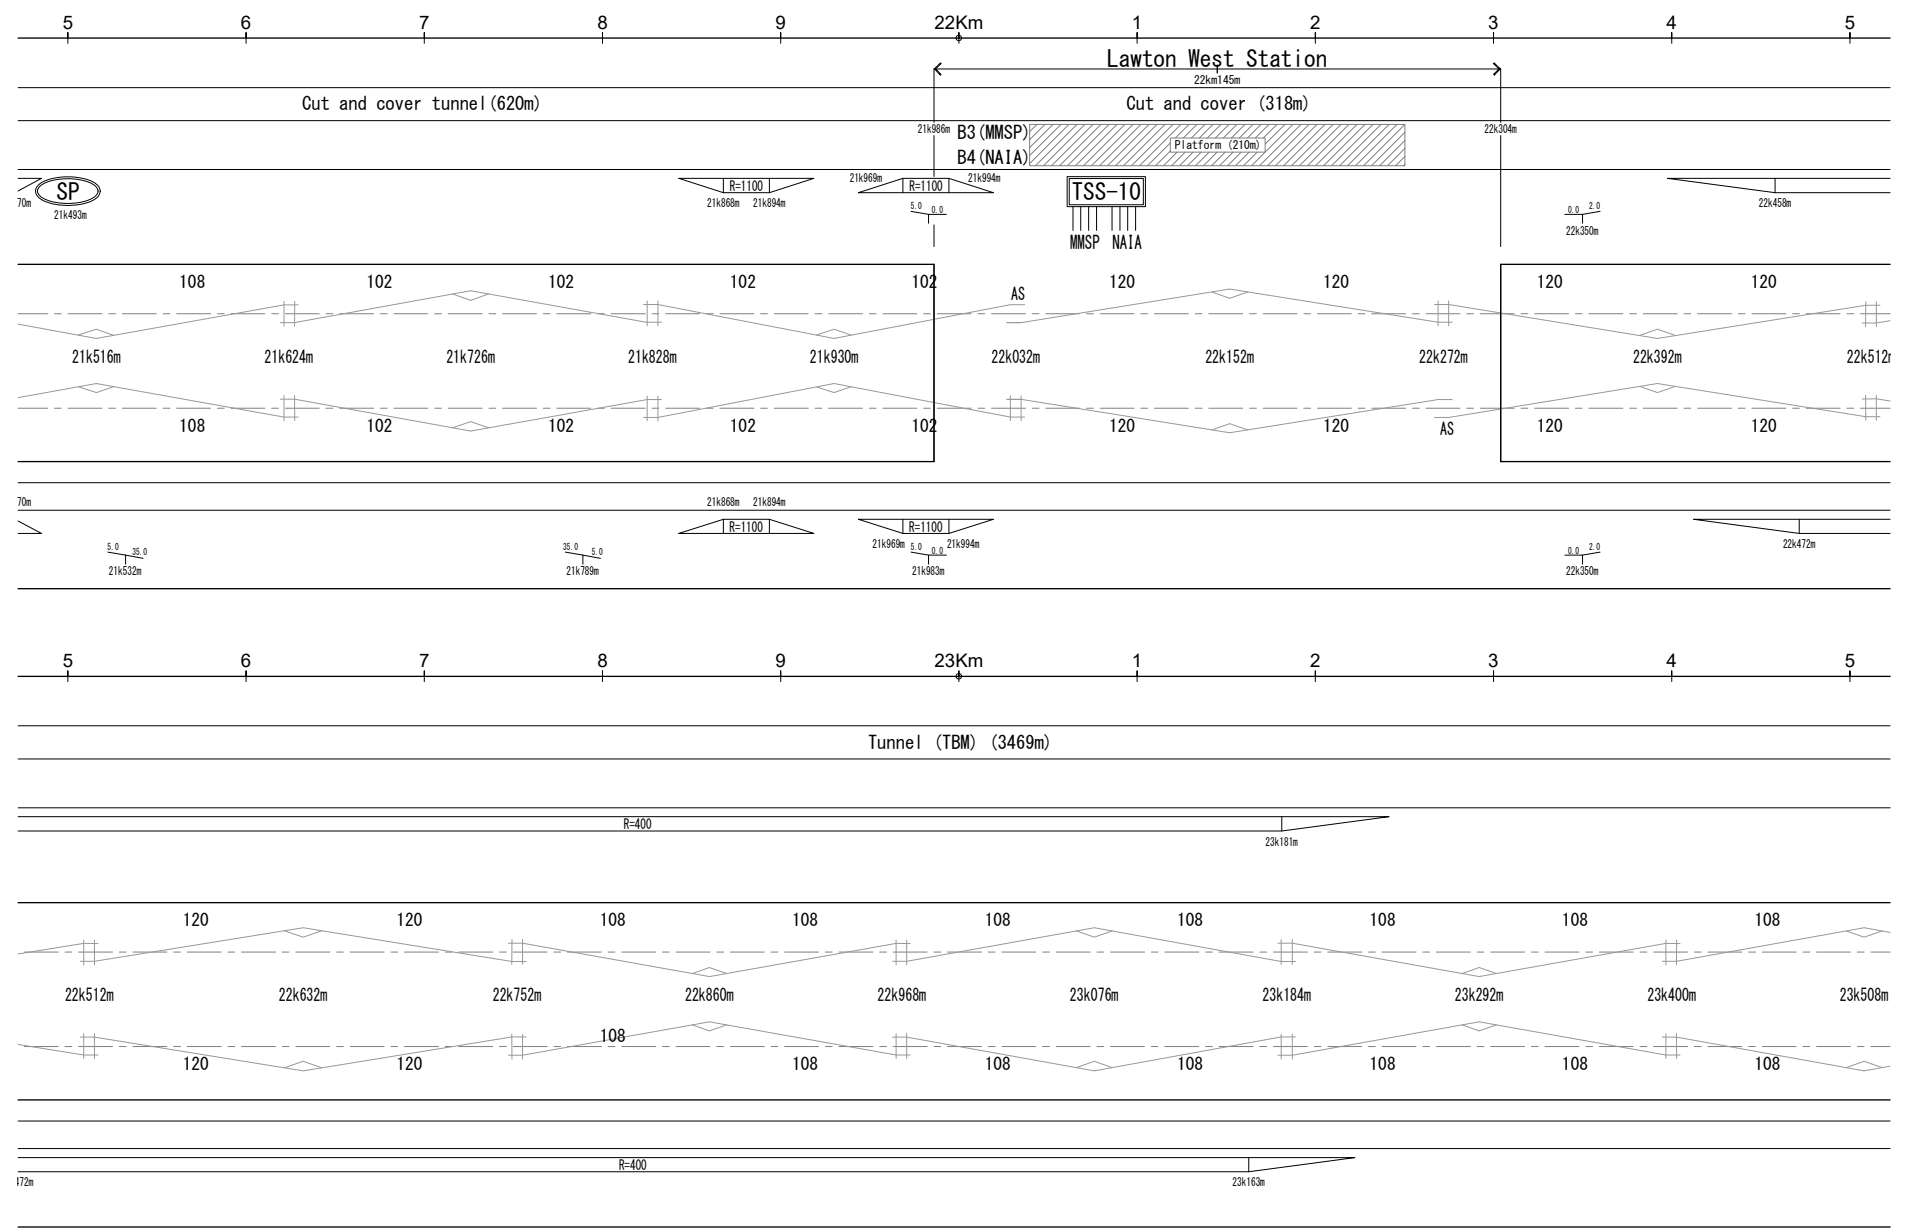 5 6 7 8 9 22Km 1 2 3 4 5
Lawton West Station
22km145m
Cut and cover tunnel(620m) Cut and cover (318m)
21k986m B3(MMSP) 22k304m
Platform (210m)
B4(NAIA)
SP 70m 21k493m
R=1100 21k868m 21k894m
21k969m R=1100 21k994m
5.0 0.0
TSS-10
MMSP NAIA
0.0 2.0 22k350m
22k458m
108 102 102 102 102 120 120 120 120
AS
21k516m 21k624m 21k726m 21k828m 21k930m 22k032m 22k152m 22k272m 22k392m 22k512m
108 102 102 102 102 120 120 120 120
AS
70m 21k868m 21k894m
R=1100 R=1100
21k969m 5.0 0.0 21k994m 22k472m
5.0 35.0 35.0 5.0 0.0 2.0
21k532m 21k789m 21k983m 22k350m
5 6 7 8 9 23Km 1 2 3 4 5
Tunnel (TBM) (3469m)
R=400
23k181m
120 120 108 108 108 108 108 108 108
22k512m 22k632m 22k752m 22k860m 22k968m 23k076m 23k184m 23k292m 23k400m 23k508m
108
120 120 108 108 108 108 108 108
R=400
472m 23k163m